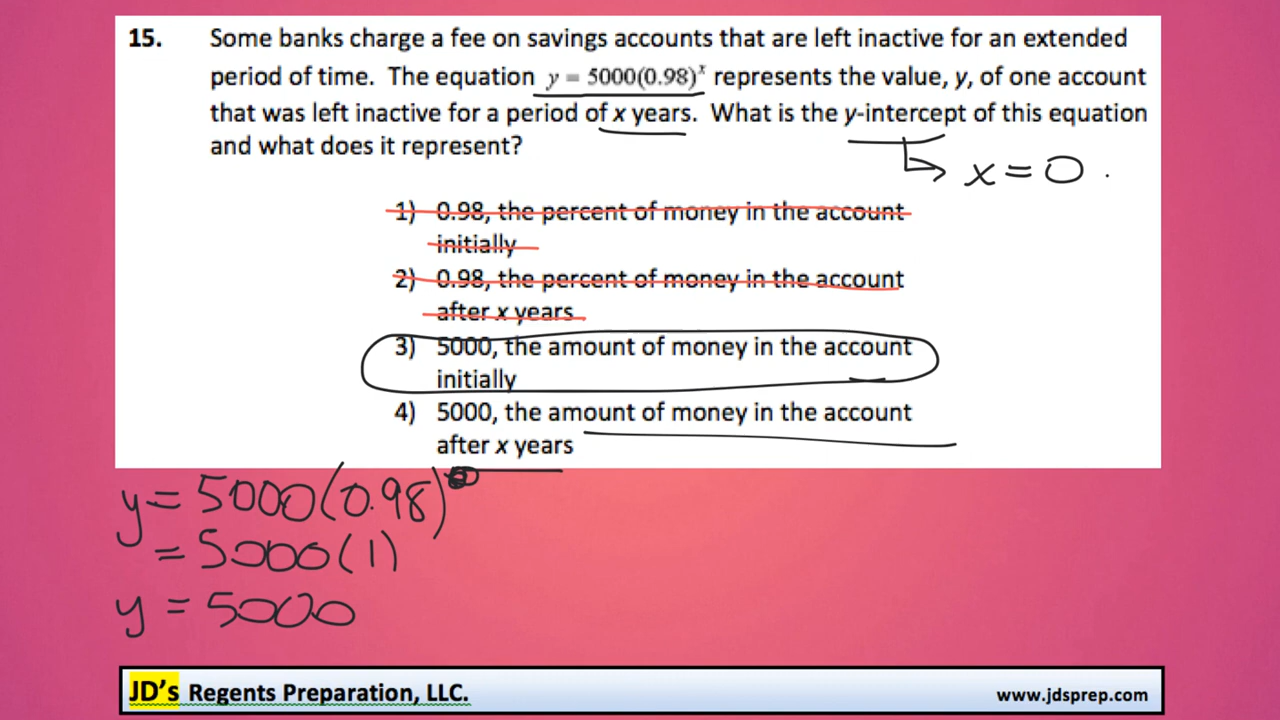 15. Some banks charge a fee on savings accounts that are left inactive for an extended
period of time. The equation y = 5000(0.98)ˣ represents the value, y, of one account
that was left inactive for a period of x years. What is the y-intercept of this equation
and what does it represent?
x = 0 .
1) 0.98, the percent of money in the account
initially
2) 0.98, the percent of money in the account
after x years
3) 5000, the amount of money in the account
initially
4) 5000, the amount of money in the account
after x years
y = 5000(0.98)⁰
= 5000(1)
y = 5000
JD's Regents Preparation, LLC.
www.jdsprep.com